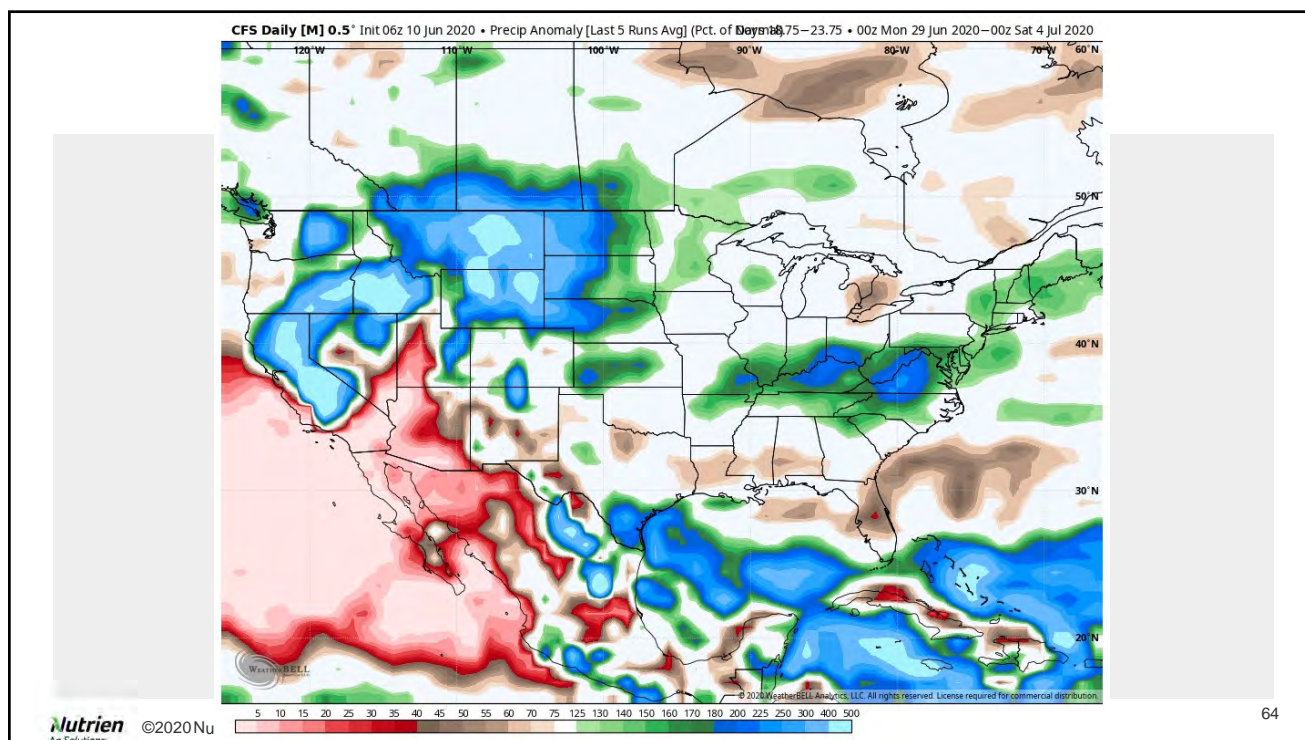 CFS Daily [M] 0.5° Init 06z 10 Jun 2020 • Precip Anomaly [Last 5 Runs Avg] (Pct. of Normal) Days 18.75−23.75 • 00z Mon 29 Jun 2020−00z Sat 4 Jul 2020
120°W 110°W 100°W 90°W 80°W 70°W 60°N
50°N
40°N
30°N
20°N
WEATHERBELL
© 2020 WeatherBELL Analytics, LLC. All rights reserved. License required for commercial distribution.
5 10 15 20 25 30 35 40 45 50 55 60 70 75 125 130 140 150 160 170 180 200 225 250 300 400 500
Nutrien
Ag Solutions
©2020 Nu
64